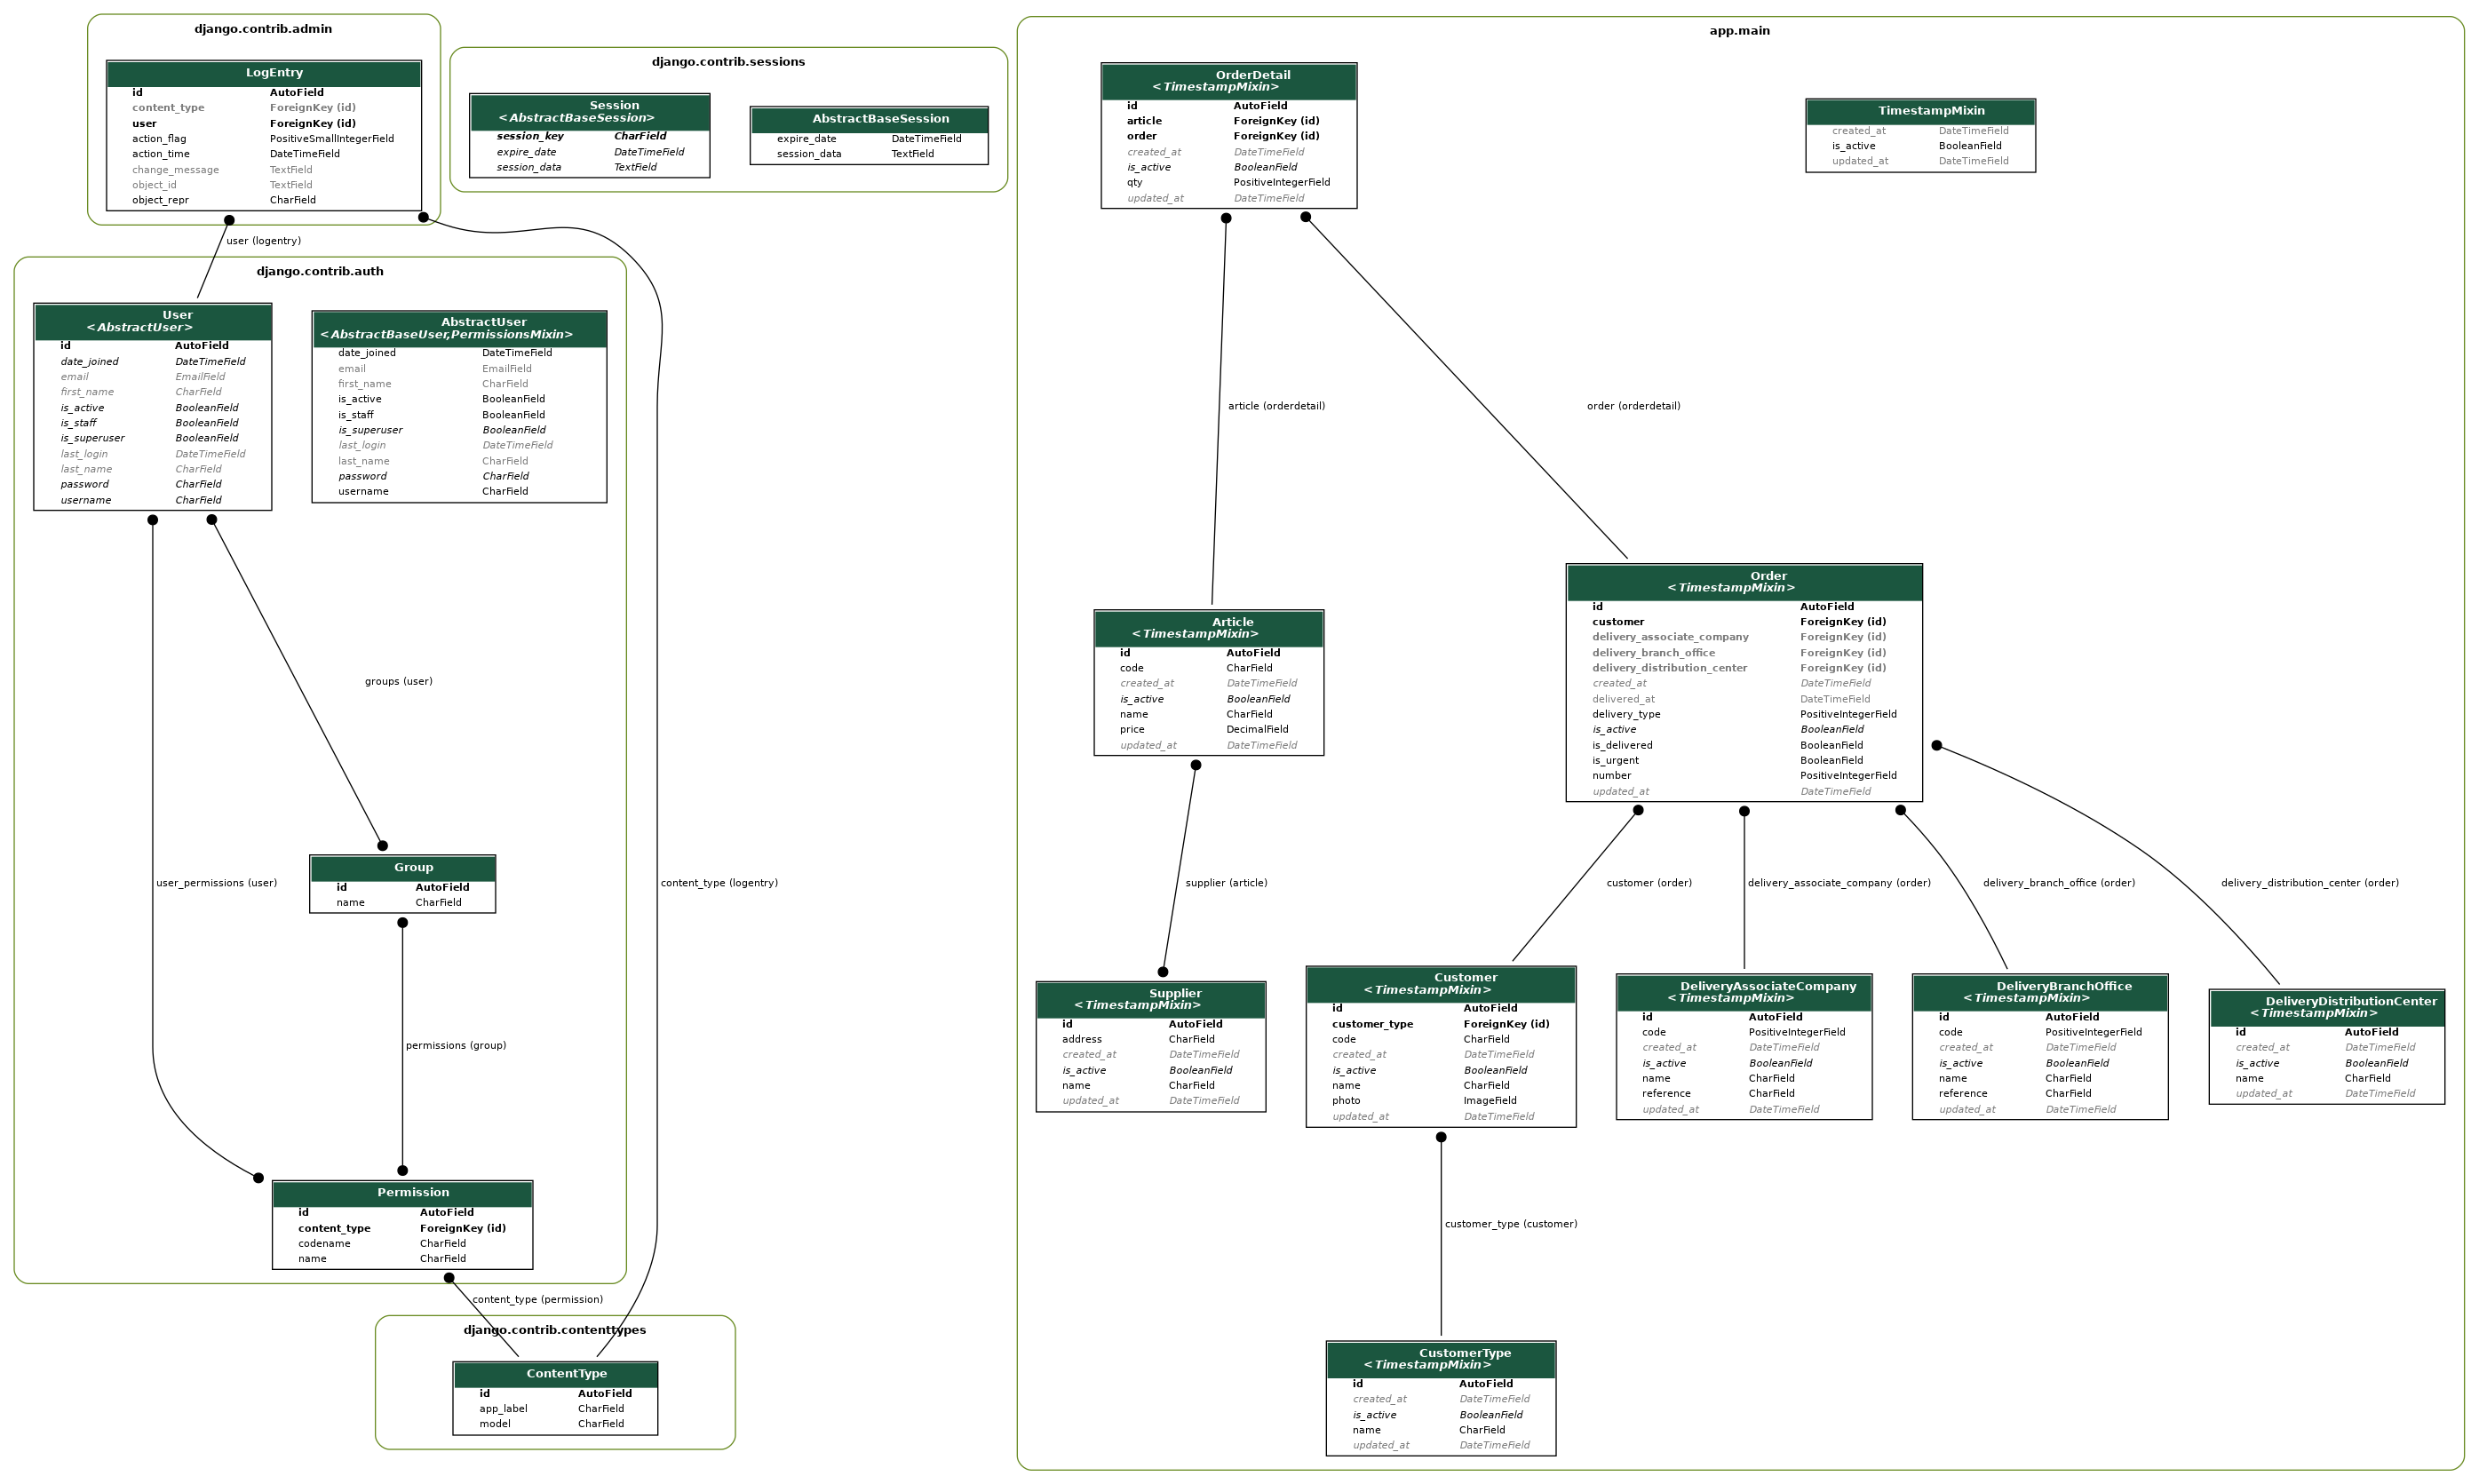 django.contrib.admin
LogEntry
id AutoField
content_type ForeignKey (id)
user ForeignKey (id)
action_flag PositiveSmallIntegerField
action_time DateTimeField
change_message TextField
object_id TextField
object_repr CharField
django.contrib.sessions
Session
<AbstractBaseSession>
session_key CharField
expire_date DateTimeField
session_data TextField
AbstractBaseSession
expire_date DateTimeField
session_data TextField
user (logentry)
django.contrib.auth
User
<AbstractUser>
id AutoField
date_joined DateTimeField
email EmailField
first_name CharField
is_active BooleanField
is_staff BooleanField
is_superuser BooleanField
last_login DateTimeField
last_name CharField
password CharField
username CharField
AbstractUser
<AbstractBaseUser,PermissionsMixin>
date_joined DateTimeField
email EmailField
first_name CharField
is_active BooleanField
is_staff BooleanField
is_superuser BooleanField
last_login DateTimeField
last_name CharField
password CharField
username CharField
groups (user)
Group
id AutoField
name CharField
user_permissions (user)
content_type (logentry)
permissions (group)
Permission
id AutoField
content_type ForeignKey (id)
codename CharField
name CharField
content_type (permission)
django.contrib.contenttypes
ContentType
id AutoField
app_label CharField
model CharField
app.main
OrderDetail
<TimestampMixin>
id AutoField
article ForeignKey (id)
order ForeignKey (id)
created_at DateTimeField
is_active BooleanField
qty PositiveIntegerField
updated_at DateTimeField
TimestampMixin
created_at DateTimeField
is_active BooleanField
updated_at DateTimeField
article (orderdetail)
order (orderdetail)
Article
<TimestampMixin>
id AutoField
code CharField
created_at DateTimeField
is_active BooleanField
name CharField
price DecimalField
updated_at DateTimeField
Order
<TimestampMixin>
id AutoField
customer ForeignKey (id)
delivery_associate_company ForeignKey (id)
delivery_branch_office ForeignKey (id)
delivery_distribution_center ForeignKey (id)
created_at DateTimeField
delivered_at DateTimeField
delivery_type PositiveIntegerField
is_active BooleanField
is_delivered BooleanField
is_urgent BooleanField
number PositiveIntegerField
updated_at DateTimeField
supplier (article)
customer (order)
delivery_associate_company (order)
delivery_branch_office (order)
delivery_distribution_center (order)
Supplier
<TimestampMixin>
id AutoField
address CharField
created_at DateTimeField
is_active BooleanField
name CharField
updated_at DateTimeField
Customer
<TimestampMixin>
id AutoField
customer_type ForeignKey (id)
code CharField
created_at DateTimeField
is_active BooleanField
name CharField
photo ImageField
updated_at DateTimeField
DeliveryAssociateCompany
<TimestampMixin>
id AutoField
code PositiveIntegerField
created_at DateTimeField
is_active BooleanField
name CharField
reference CharField
updated_at DateTimeField
DeliveryBranchOffice
<TimestampMixin>
id AutoField
code PositiveIntegerField
created_at DateTimeField
is_active BooleanField
name CharField
reference CharField
updated_at DateTimeField
DeliveryDistributionCenter
<TimestampMixin>
id AutoField
created_at DateTimeField
is_active BooleanField
name CharField
updated_at DateTimeField
customer_type (customer)
CustomerType
<TimestampMixin>
id AutoField
created_at DateTimeField
is_active BooleanField
name CharField
updated_at DateTimeField